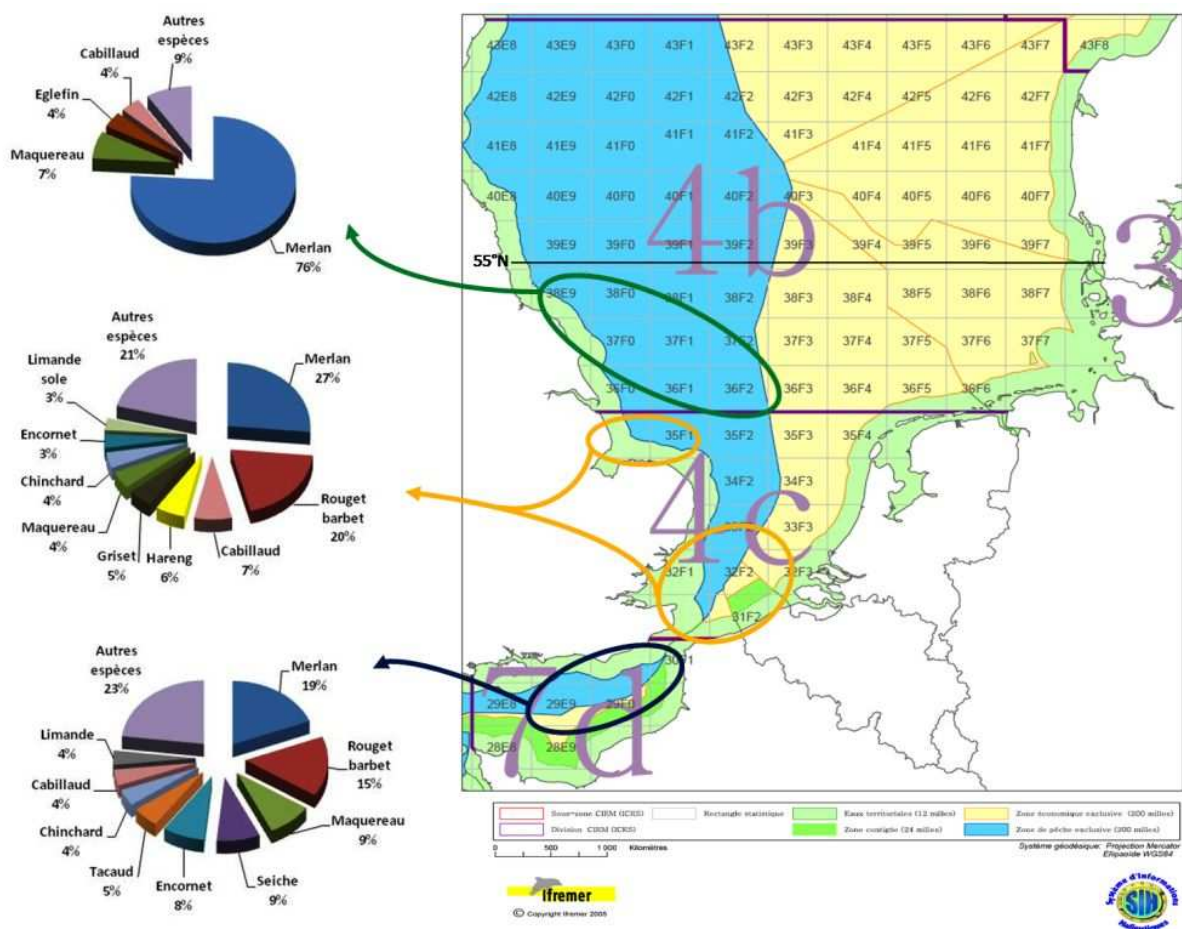 Autres
espèces
9%
Cabillaud
4%
Eglefin
4%
Maquereau
7%
Merlan
76%
Autres
espèces
21%
Limande
sole
3%
Encornet
3%
Chinchard
4%
Maquereau
4%
Griset
5%
Hareng
6%
Cabillaud
7%
Rouget
barbet
20%
Merlan
27%
Autres
espèces
23%
Limande
4%
Cabillaud
4%
Chinchard
4%
Tacaud
5%
Encornet
8%
Seiche
9%
Maquereau
9%
Rouget
barbet
15%
Merlan
19%
43E8 43E9 43F0 43F1 43F2 43F3 43F4 43F5 43F6 43F7 43F8
42E8 42E9 42F0 42F1 42F2 42F3 42F4 42F5 42F6 42F7
41E8 41E9 41F0 41F1 41F2 41F3 41F4 41F5 41F6 41F7
40E8 40E9 40F0 40F1 40F2 40F3 40F4 40F5 40F6 40F7
4b
3
39E9 39F0 39F1 39F2 39F3 39F4 39F5 39F6 39F7
55°N
38E9 38F0 38F1 38F2 38F3 38F4 38F5 38F6 38F7
37F0 37F1 37F2 37F3 37F4 37F5 37F6 37F7
36F0 36F1 36F2 36F3 36F4 36F5 36F6
35F1 35F2 35F3 35F4
34F2 34F3
4c
33F3
32F1 32F2 32F3
31F2
30F1
7d
29E8 29E9 29F0
28E8 28E9
Sous-zone CIEM (ICES)
Rectangle statistique
Eaux territoriales (12 milles)
Zone économique exclusive (200 milles)
Division CIEM (ICES)
Zone contigüe (24 milles)
Zone de pêche exclusive (200 milles)
0 500 1 000 Kilomètres
Système géodésique: Projection Mercator
Ellipsoïde WGS84
Ifremer
© Copyright Ifremer 2005
Système d'Informations
SIH
Halieutiques